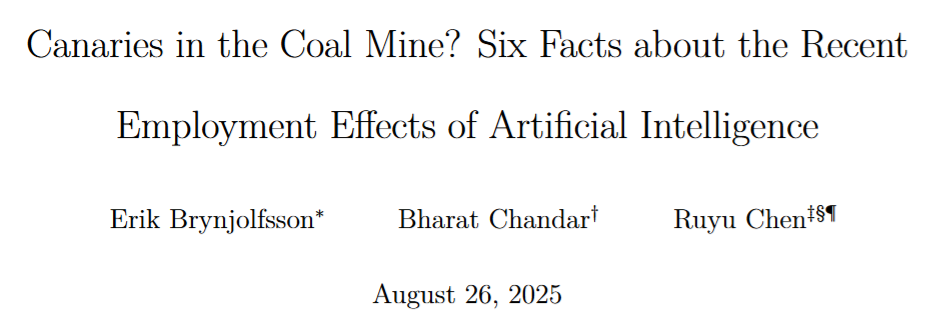 Canaries in the Coal Mine? Six Facts about the Recent
Employment Effects of Artificial Intelligence
Erik Brynjolfsson* Bharat Chandar† Ruyu Chen‡§¶
August 26, 2025